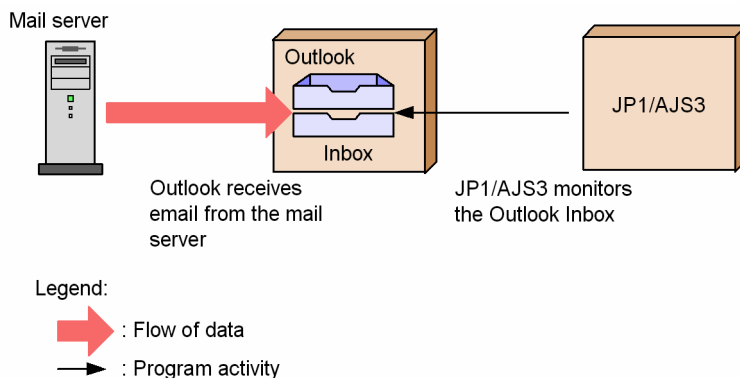 Mail server
Outlook
Inbox
JP1/AJS3
Outlook receives
email from the mail
server
JP1/AJS3 monitors
the Outlook Inbox
Legend:
: Flow of data
: Program activity